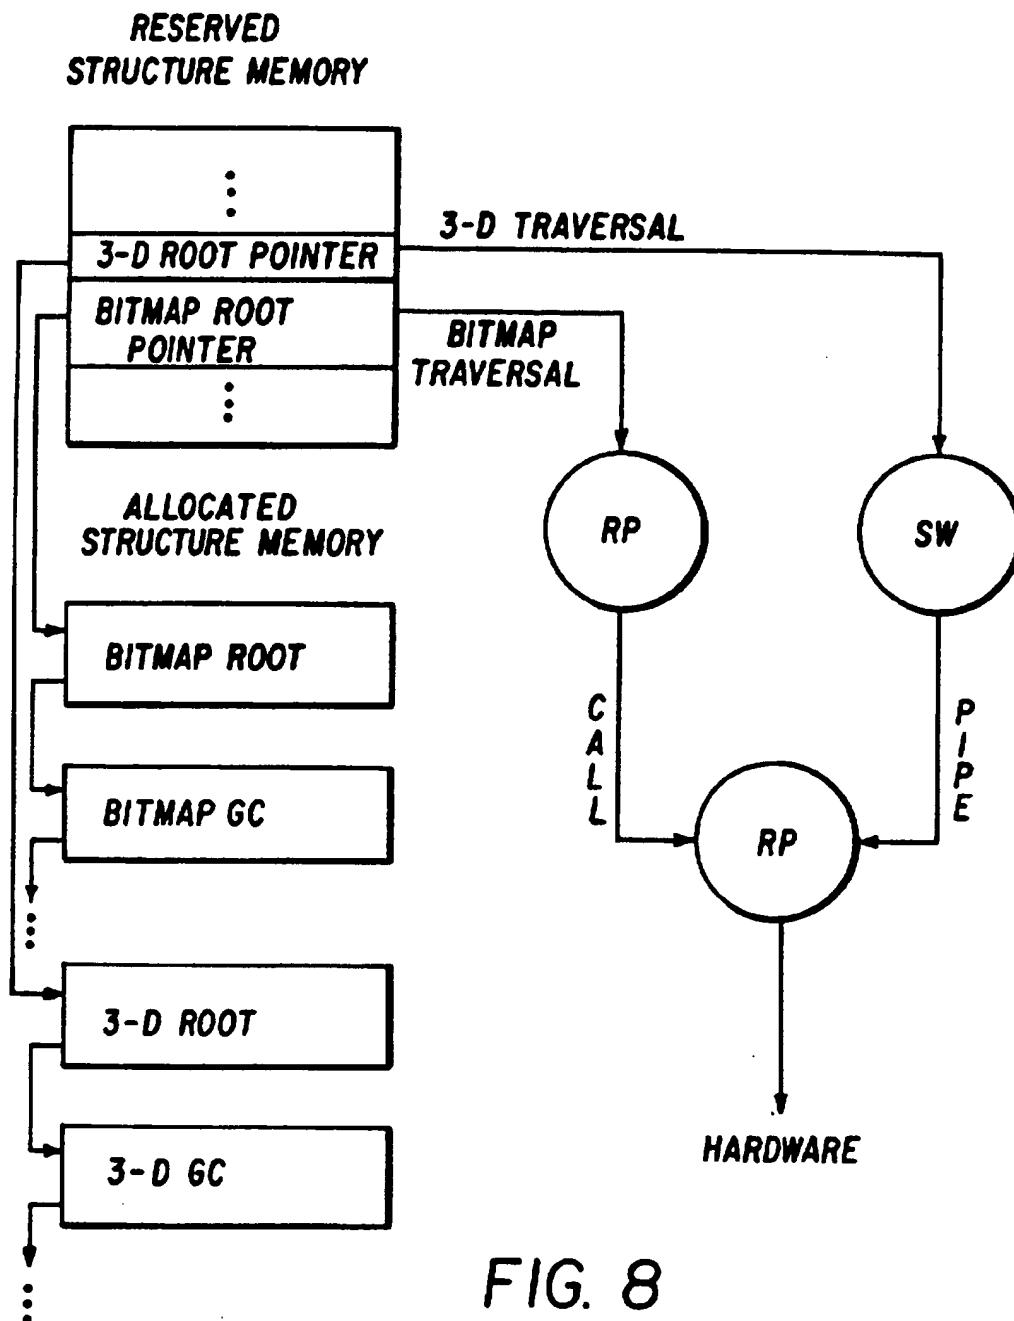 RESERVED
STRUCTURE MEMORY
3-D ROOT POINTER
BITMAP ROOT
POINTER
3-D TRAVERSAL
BITMAP
TRAVERSAL
ALLOCATED
STRUCTURE MEMORY
BITMAP ROOT
BITMAP GC
3-D ROOT
3-D GC
RP
SW
CALL
PIPE
RP
HARDWARE
FIG. 8